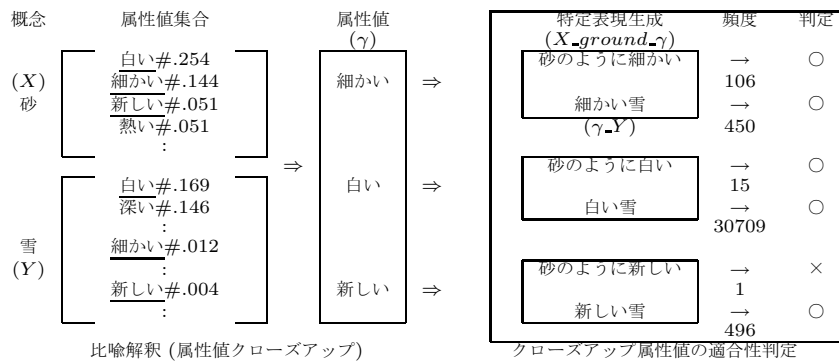 概念 属性値集合 属性値 特定表現生成 頻度 判定
(γ) (X_ground_γ)
白い#.254 砂のように細かい → ○
(X) 細かい#.144 細かい ⇒ 106
砂 新しい#.051 細かい雪 → ○
熱い#.051 (γ_Y) 450
:
⇒ 砂のように白い → ○
白い#.169 白い ⇒ 15
深い#.146 白い雪 → ○
: 30709
雪 細かい#.012
(Y) : 砂のように新しい → ×
新しい#.004 新しい ⇒ 1
: 新しい雪 → ○
496
比喩解釈 (属性値クローズアップ) クローズアップ属性値の適合性判定